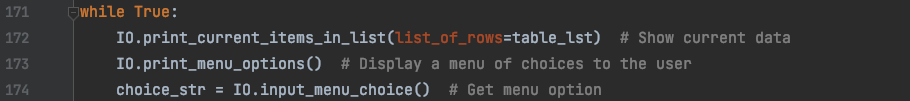 171 while True:
172 IO.print_current_items_in_list(list_of_rows=table_lst)  # Show current data
173 IO.print_menu_options()  # Display a menu of choices to the user
174 choice_str = IO.input_menu_choice()  # Get menu option